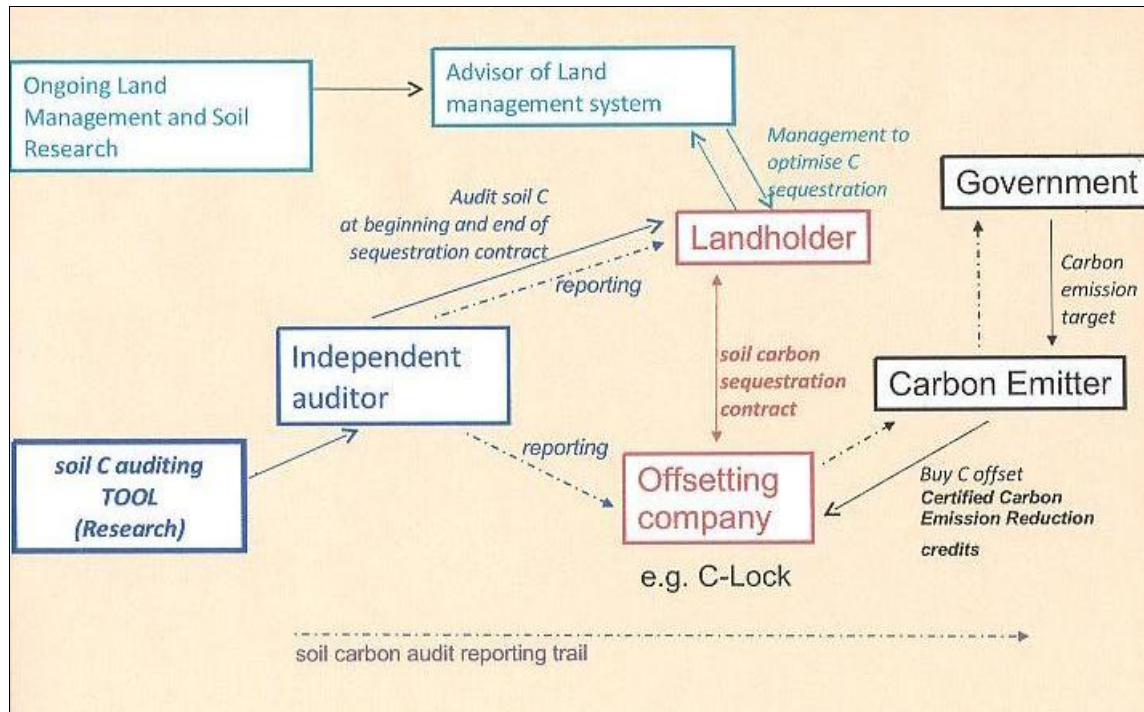 Ongoing Land
Management and Soil
Research
Advisor of Land
management system
Management to
optimise C
sequestration
Government
Audit soil C
at beginning and end of
sequestration contract
Landholder
reporting
Carbon
emission
target
Independent
auditor
soil carbon
sequestration
contract
Carbon Emitter
soil C auditing
TOOL
(Research)
reporting
Offsetting
company
Buy C offset
Certified Carbon
Emission Reduction
credits
e.g. C-Lock
soil carbon audit reporting trail